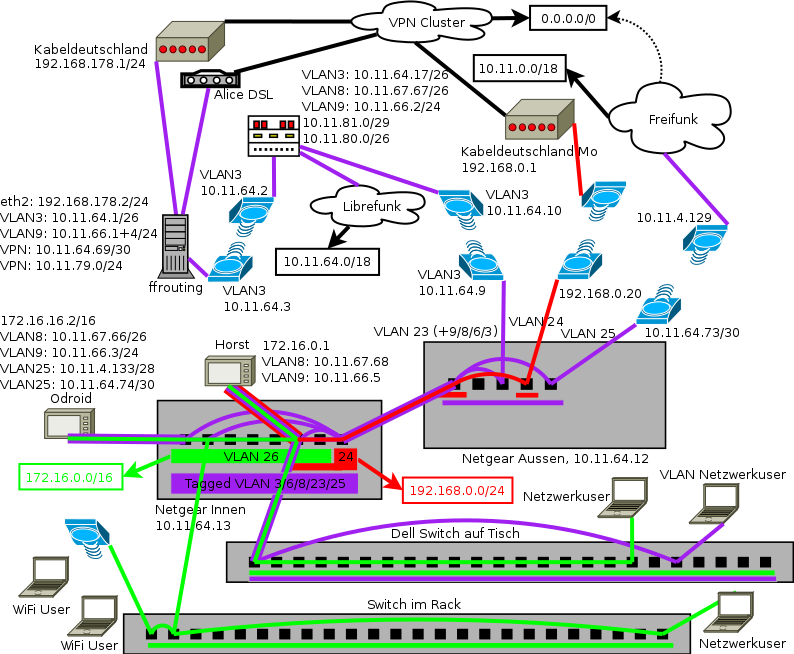 VPN Cluster
0.0.0.0/0
Kabeldeutschland
192.168.178.1/24
Alice DSL
VLAN3: 10.11.64.17/26
VLAN8: 10.11.67.67/26
VLAN9: 10.11.66.2/24
10.11.81.0/29
10.11.80.0/26
10.11.0.0/18
Freifunk
Kabeldeutschland Mo
192.168.0.1
VLAN3
10.11.64.2
Librefunk
VLAN3
10.11.64.10
10.11.4.129
eth2: 192.168.178.2/24
VLAN3: 10.11.64.1/26
VLAN9: 10.11.66.1+4/24
VPN: 10.11.64.69/30
VPN: 10.11.79.0/24
ffrouting
10.11.64.0/18
VLAN3
10.11.64.3
VLAN3
10.11.64.9
192.168.0.20
VLAN 24
VLAN 23 (+9/8/6/3)
VLAN 25
10.11.64.73/30
172.16.16.2/16
VLAN8: 10.11.67.66/26
VLAN9: 10.11.66.3/24
VLAN25: 10.11.4.133/28
VLAN25: 10.11.64.74/30
Odroid
Horst
172.16.0.1
VLAN8: 10.11.67.68
VLAN9: 10.11.66.5
Netgear Aussen, 10.11.64.12
VLAN 26
24
172.16.0.0/16
Tagged VLAN 3/6/8/23/25
192.168.0.0/24
Netgear Innen
10.11.64.13
Netzwerkuser
VLAN Netzwerkuser
Dell Switch auf Tisch
WiFi User
Switch im Rack
WiFi User
Netzwerkuser